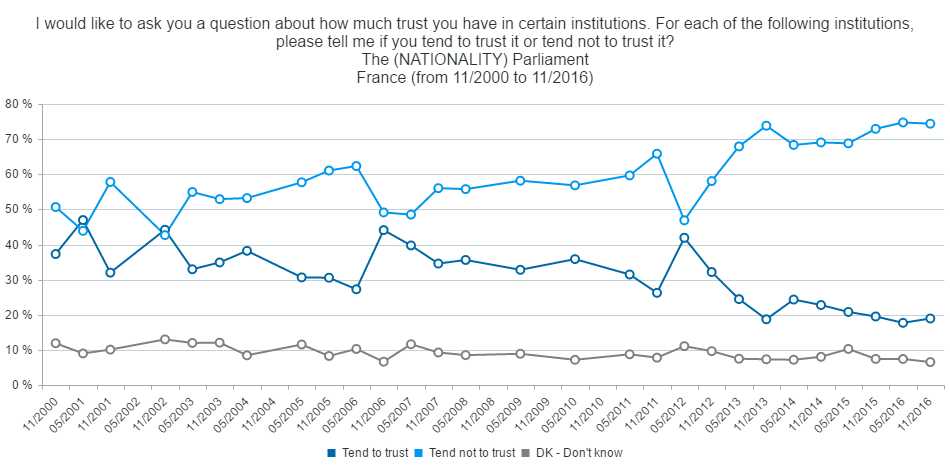 I would like to ask you a question about how much trust you have in certain institutions. For each of the following institutions,
please tell me if you tend to trust it or tend not to trust it?
The (NATIONALITY) Parliament
France (from 11/2000 to 11/2016)
80 %
70 %
60 %
50 %
40 %
30 %
20 %
10 %
0 %
11/2000 05/2001 11/2001 05/2002 11/2002 05/2003 11/2003 05/2004 11/2004 05/2005 11/2005 05/2006 11/2006 05/2007 11/2007 05/2008 11/2008 05/2009 11/2009 05/2010 11/2010 05/2011 11/2011 05/2012 11/2012 05/2013 11/2013 05/2014 11/2014 05/2015 11/2015 05/2016 11/2016
Tend to trust Tend not to trust DK - Don't know